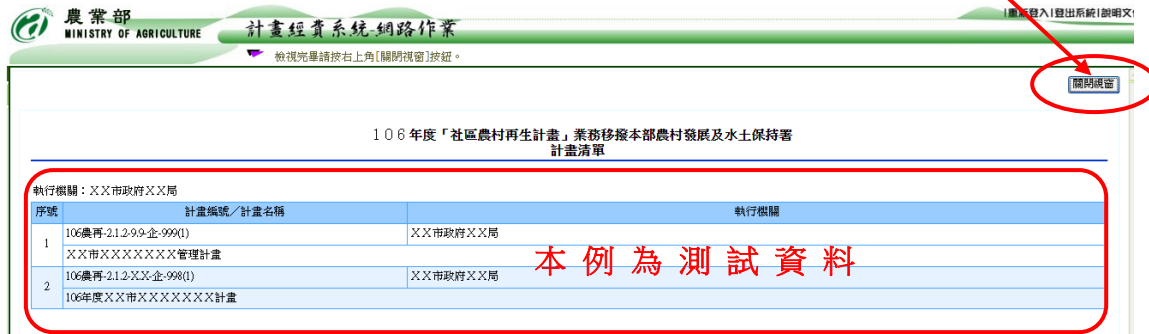 農業部
MINISTRY OF AGRICULTURE
計畫經費系統-網路作業
|重新登入|登出系統|說明文
檢視完畢請按右上角[關閉視窗]按鈕。
關閉視窗
106年度「社區農村再生計畫」業務移撥本部農村發展及水土保持署
計畫清單
執行機關：XX市政府XX局
序號 計畫編號／計畫名稱 執行機關
1 106農再-2.1.2-9.9-企-999(1) XX市政府XX局
XX市XXXXXXX管理計畫
2 106農再-2.1.2-X.X-企-998(1) XX市政府XX局
106年度XX市XXXXXXX計畫
本例為測試資料